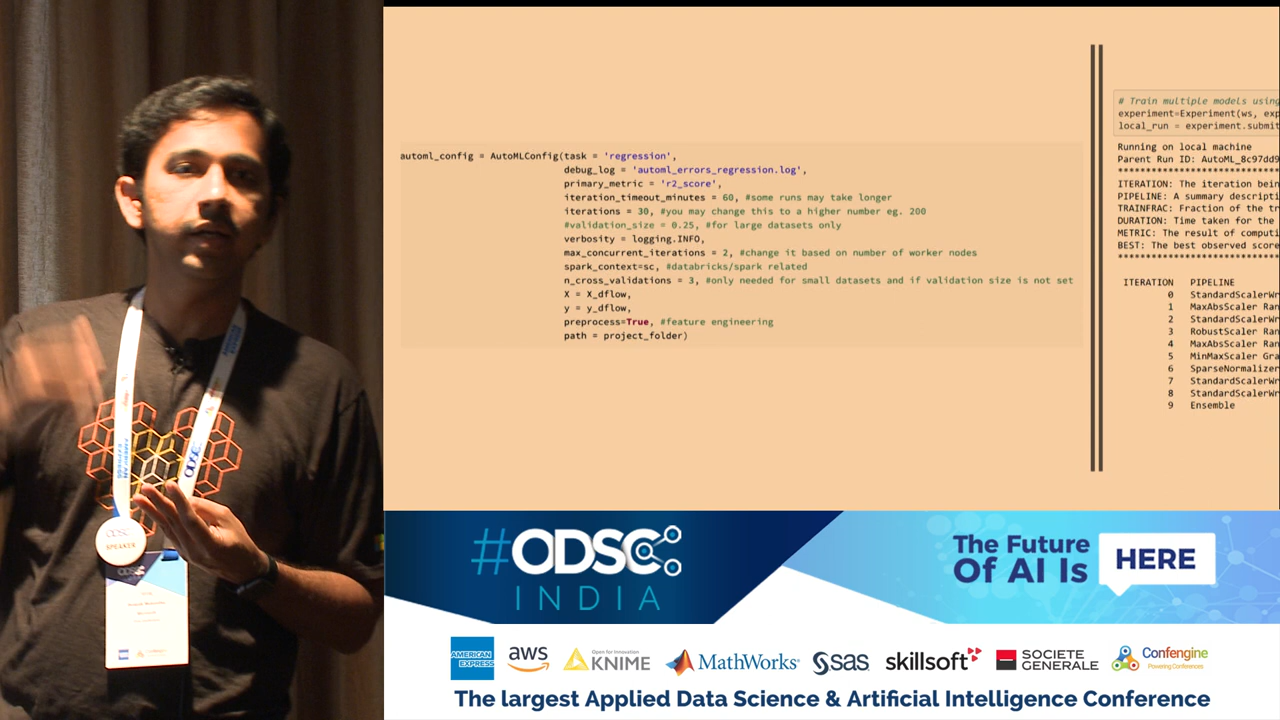 automl_config = AutoMLConfig(task = 'regression',
debug_log = 'automl_errors_regression.log',
primary_metric = 'r2_score',
iteration_timeout_minutes = 60, #some runs may take longer
iterations = 30, #you may change this to a higher number eg. 200
#validation_size = 0.25, #for large datasets only
verbosity = logging.INFO,
max_concurrent_iterations = 2, #change it based on number of worker nodes
spark_context=sc, #databricks/spark related
n_cross_validations = 3, #only needed for small datasets and if validation size is not set
X = X_dflow,
y = y_dflow,
preprocess=True, #feature engineering
path = project_folder)
# Train multiple models using
experiment=Experiment(ws, exp
local_run = experiment.submit
Running on local machine
Parent Run ID: AutoML_8c97dd9
******************************
ITERATION: The iteration bein
PIPELINE: A summary descripti
TRAINFRAC: Fraction of the tr
DURATION: Time taken for the
METRIC: The result of computi
BEST: The best observed score
******************************
ITERATION PIPELINE
0 StandardScalerWr
1 MaxAbsScaler Ran
2 StandardScalerWr
3 RobustScaler Ran
4 MaxAbsScaler Ran
5 MinMaxScaler Gra
6 SparseNormalizer
7 StandardScalerWr
8 StandardScalerWr
9 Ensemble
ODSC
ODSC
SPEAKER
ODSC
#ODSC
INDIA
The Future
Of AI Is HERE
AMERICAN
EXPRESS
aws
Open for Innovation
KNIME
MathWorks
sas
skillsoft
SOCIETE
GENERALE
Confengine
Powering Conferences
The largest Applied Data Science & Artificial Intelligence Conference